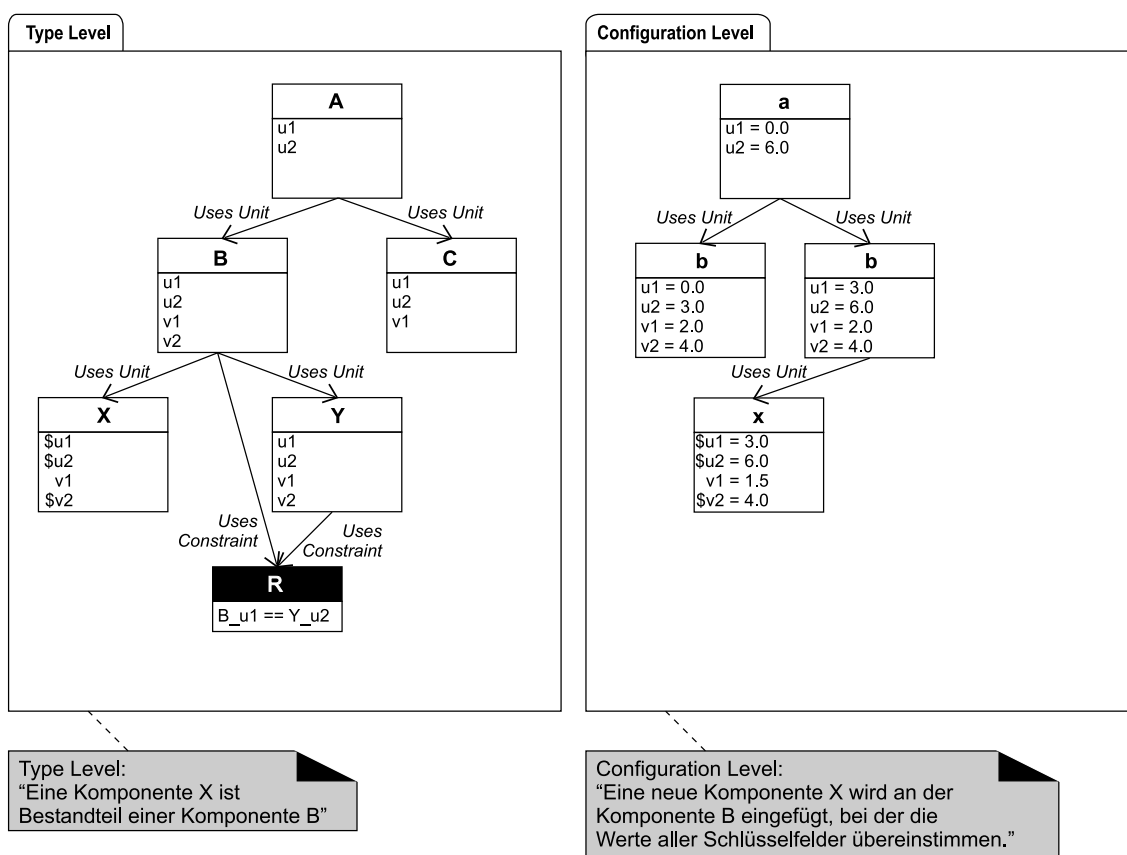 Type Level
A
u1
u2
Uses Unit
Uses Unit
B
u1
u2
v1
v2
C
u1
u2
v1
Uses Unit
Uses Unit
X
$u1
$u2
v1
$v2
Y
u1
u2
v1
v2
Uses
Constraint
Uses
Constraint
R
B_u1 == Y_u2
Type Level:
“Eine Komponente X ist
Bestandteil einer Komponente B”
Configuration Level
a
u1 = 0.0
u2 = 6.0
Uses Unit
Uses Unit
b
u1 = 0.0
u2 = 3.0
v1 = 2.0
v2 = 4.0
b
u1 = 3.0
u2 = 6.0
v1 = 2.0
v2 = 4.0
Uses Unit
x
$u1 = 3.0
$u2 = 6.0
v1 = 1.5
$v2 = 4.0
Configuration Level:
“Eine neue Komponente X wird an der
Komponente B eingefügt, bei der die
Werte aller Schlüsselfelder übereinstimmen.”